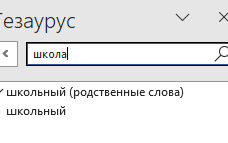 Тезаурус
школа
школьный (родственные слова)
школьный